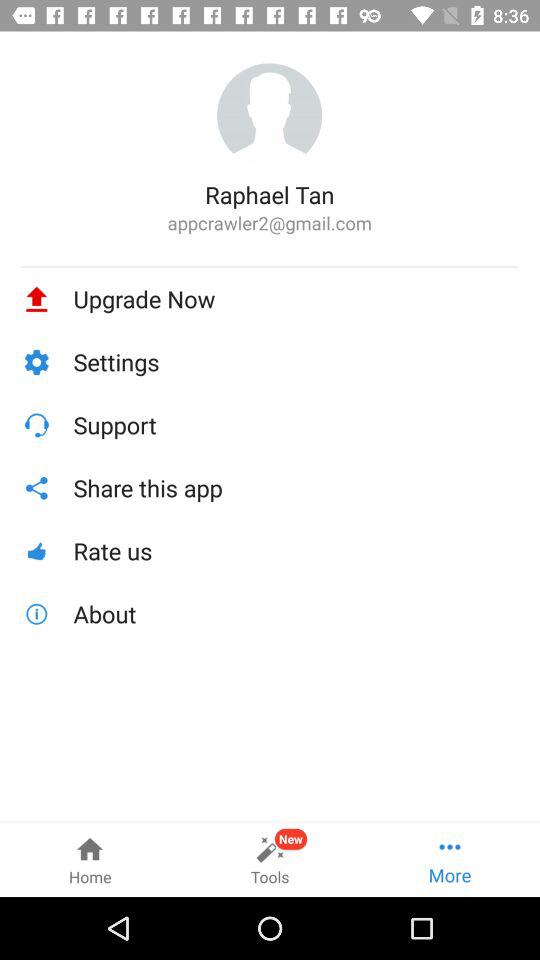 8:36
Raphael Tan
appcrawler2@gmail.com
Upgrade Now
Settings
Support
Share this app
Rate us
About
New
Home
Tools
More